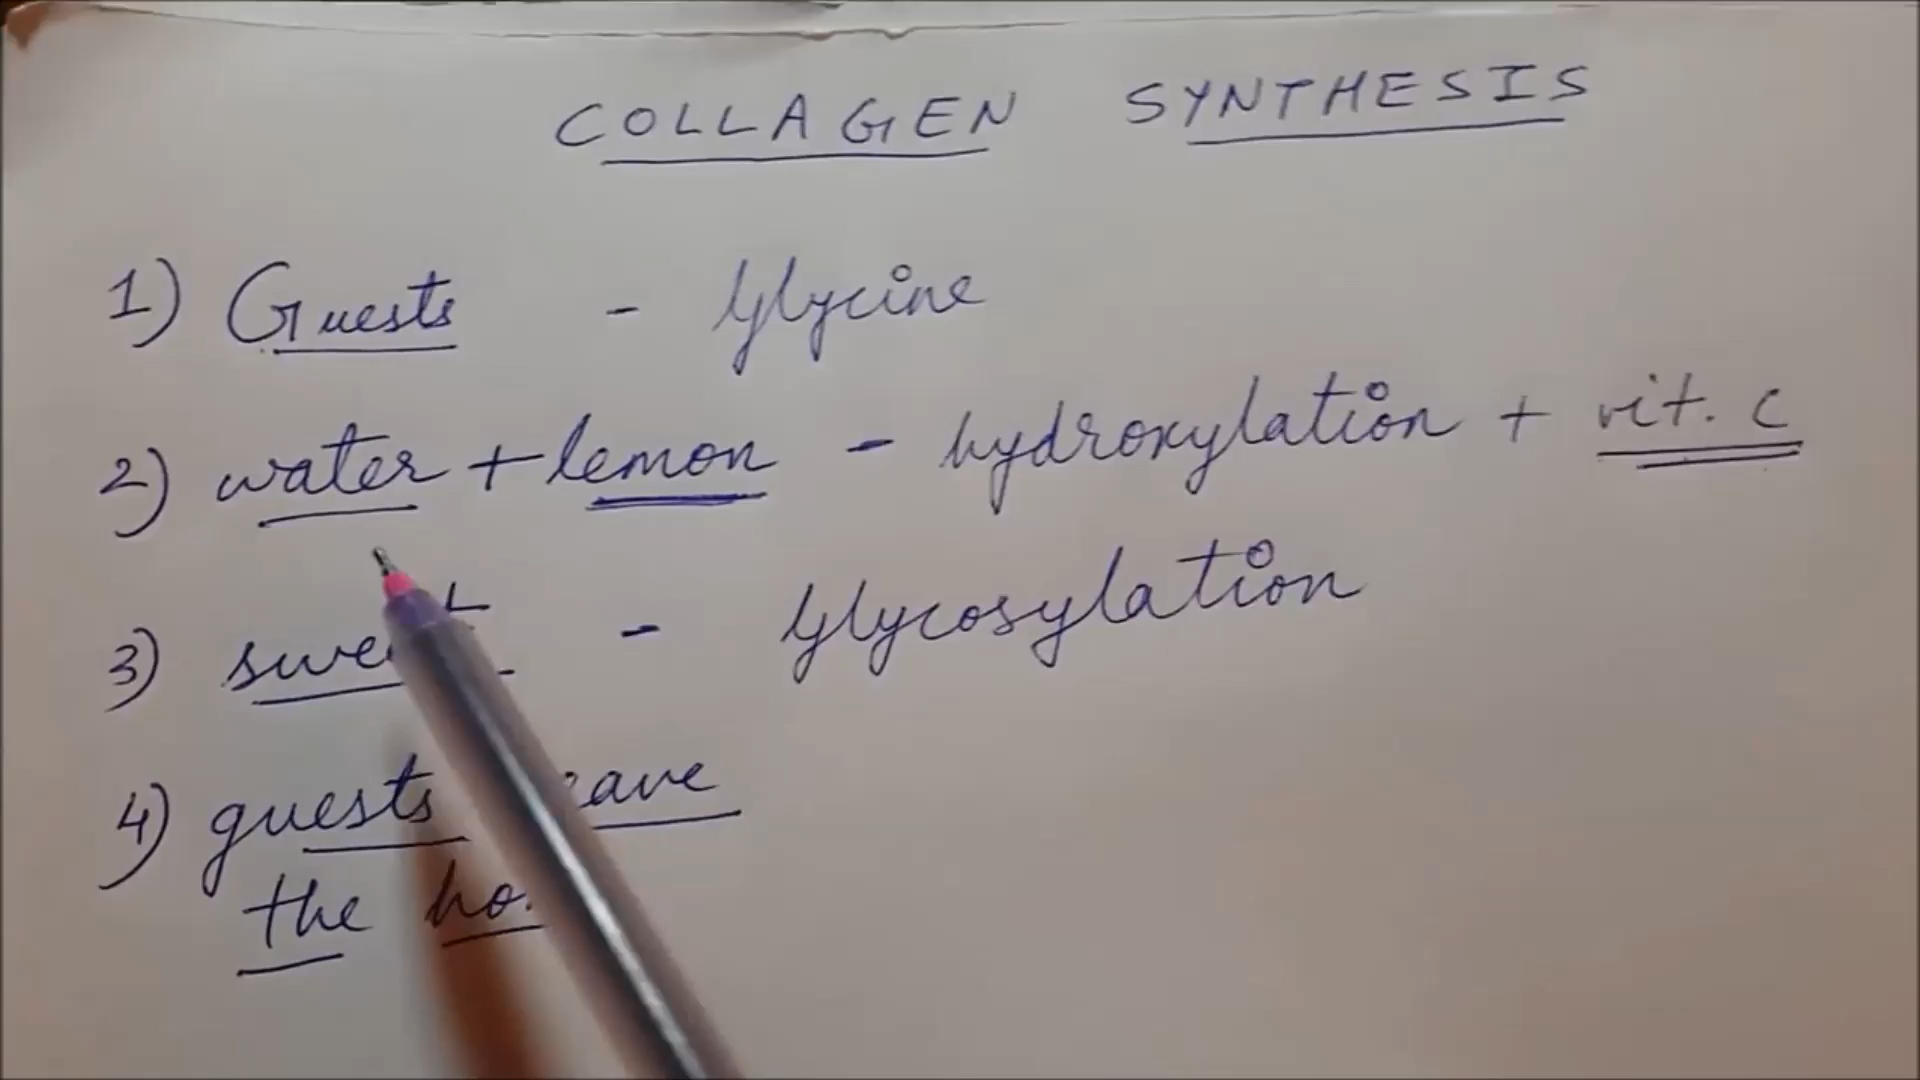 COLLAGEN SYNTHESIS
1) Guests - Glycine
2) water + lemon - hydroxylation + vit. C
3) - Glycosylation
4) guests
the